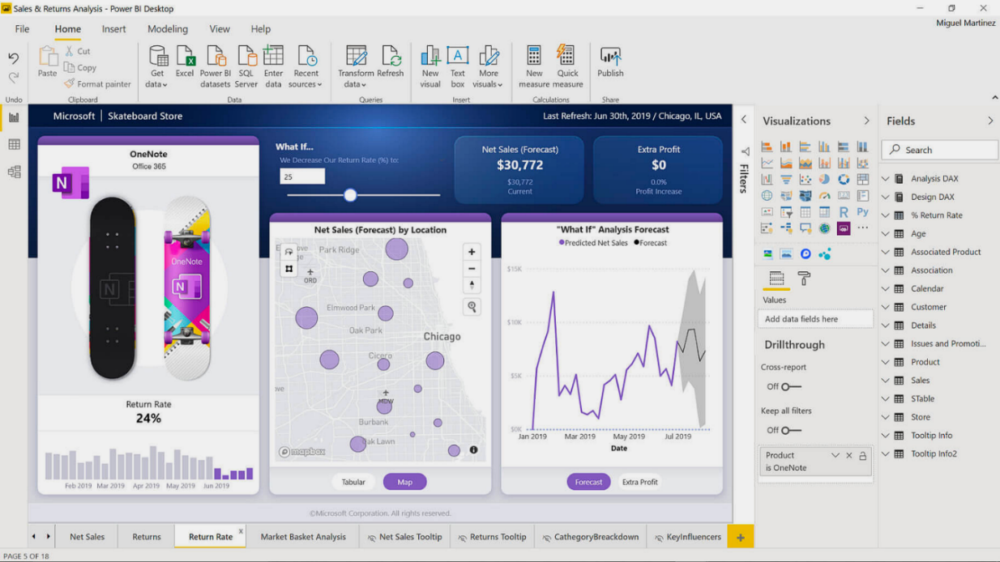 Sales & Returns Analysis - Power BI Desktop
Miguel Martinez
File Home Insert Modeling View Help
Undo
Paste
Cut
Copy
Format painter
Clipboard
Get data
Excel
Power BI datasets
SQL Server
Enter data
Recent sources
Data
Transform data
Refresh
Queries
New visual
Text box
More visuals
Insert
New measure
Quick measure
Calculations
Publish
Share
Microsoft | Skateboard Store
Last Refresh: Jun 30th, 2019 / Chicago, IL, USA
OneNote
Office 365
N
N
OneNote
N
Return Rate
24%
Feb 2019 Mar 2019 Apr 2019 May 2019 Jun 2019
What If...
We Decrease Our Return Rate (%) to:
25
Net Sales (Forecast)
$30,772
$30,772
Current
Extra Profit
$0
0.0%
Profit Increase
Net Sales (Forecast) by Location
Park Ridge
ORD
Elmwood Park
Oak Park
Chicago
Cicero
MDW
Burbank
Oak Lawn
mapbox
Tabular Map
"What If" Analysis Forecast
Predicted Net Sales Forecast
$15K
$10K
$5K
$0K
Jan 2019 Mar 2019 May 2019 Jul 2019
Date
Forecast Extra Profit
©Microsoft Corporation. All rights reserved.
Filters
Visualizations
R Py
Values
Add data fields here
Drillthrough
Cross-report
Off
Keep all filters
Off
Product
is OneNote
Fields
Search
Analysis DAX
Design DAX
% Return Rate
Age
Associated Product
Association
Calendar
Customer
Details
Issues and Promoti...
Product
Sales
STable
Store
Tooltip Info
Tooltip Info2
Net Sales Returns Return Rate Market Basket Analysis Net Sales Tooltip Returns Tooltip CathegoryBreackdown KeyInfluencers
PAGE 5 OF 18